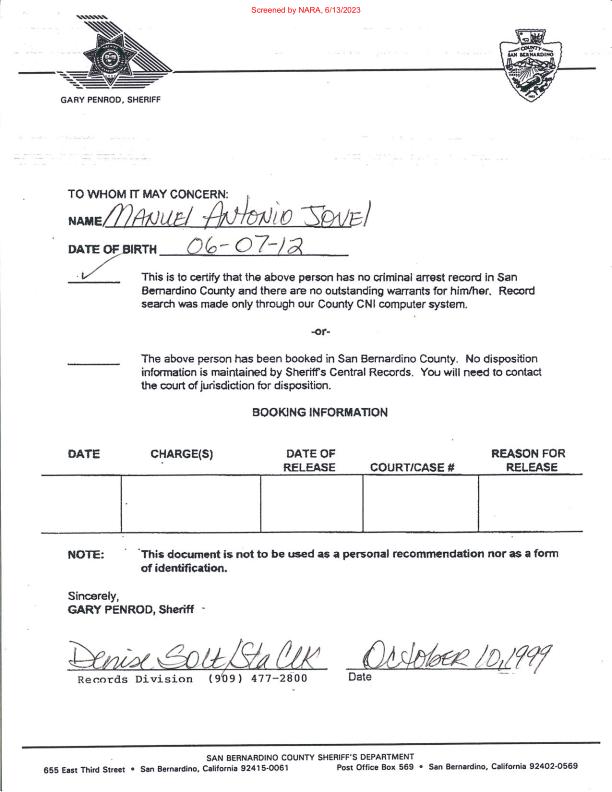 Screened by NARA, 6/13/2023
COUNTY
SAN BERNARDINO
GARY PENROD, SHERIFF
TO WHOM IT MAY CONCERN:
NAME MANUEL ANTONIO JOVEL
DATE OF BIRTH 06-07-12
This is to certify that the above person has no criminal arrest record in San
Bernardino County and there are no outstanding warrants for him/her. Record
search was made only through our County CNI computer system.
-or-
The above person has been booked in San Bernardino County. No disposition
information is maintained by Sheriff's Central Records. You will need to contact
the court of jurisdiction for disposition.
BOOKING INFORMATION
DATE CHARGE(S) DATE OF RELEASE COURT/CASE # REASON FOR RELEASE
NOTE: This document is not to be used as a personal recommendation nor as a form
of identification.
Sincerely,
GARY PENROD, Sheriff
Denise Solt/Sta Clk OCTOBER 10, 1999
Records Division (909) 477-2800 Date
SAN BERNARDINO COUNTY SHERIFF'S DEPARTMENT
655 East Third Street • San Bernardino, California 92415-0061 Post Office Box 569 • San Bernardino, California 92402-0569